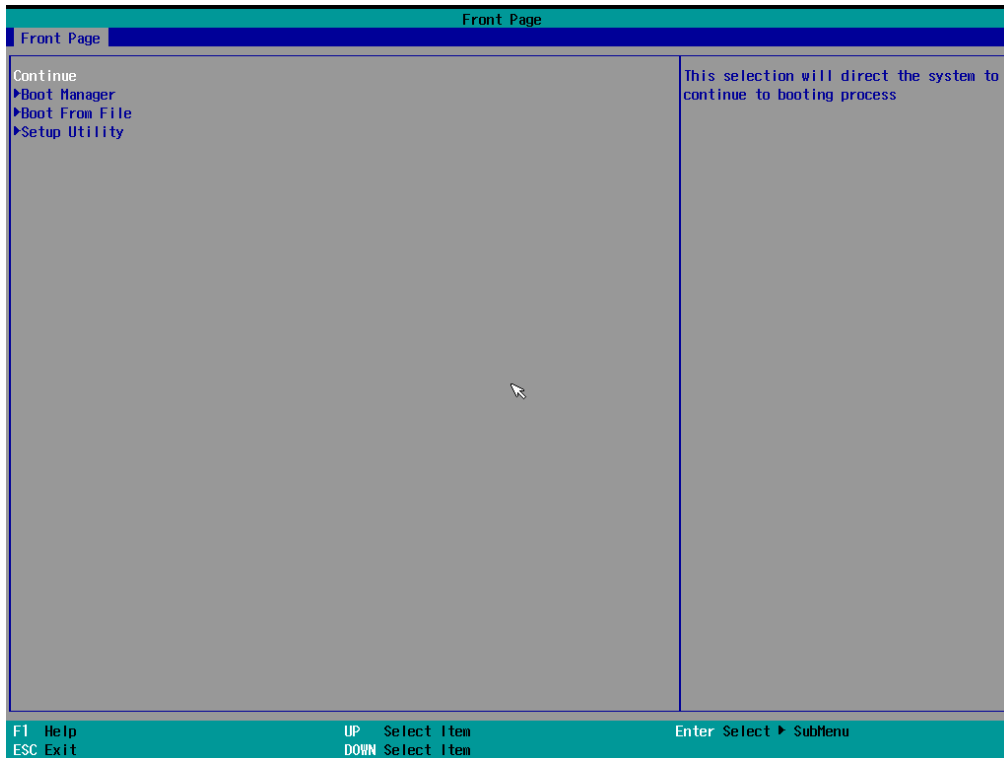 Front Page
Front Page
Continue
▶Boot Manager
▶Boot From File
▶Setup Utility
This selection will direct the system to
continue to booting process
F1 Help
ESC Exit
UP Select Item
DOWN Select Item
Enter Select ▶ SubMenu